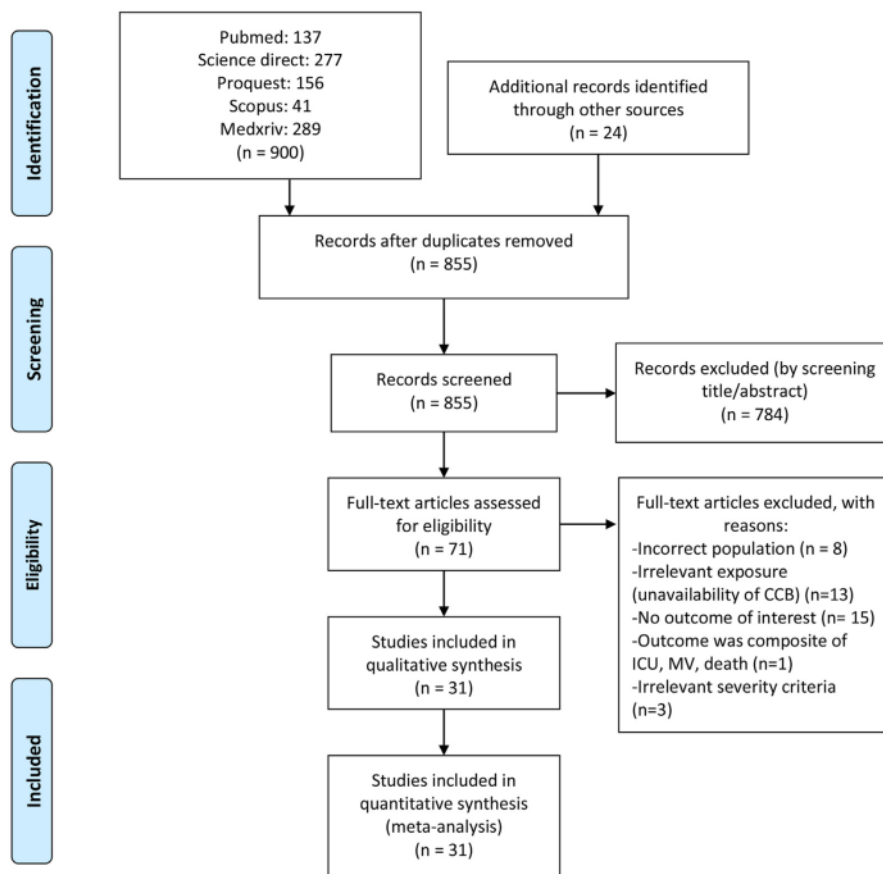 Identification
Pubmed: 137
Science direct: 277
Proquest: 156
Scopus: 41
Medxriv: 289
(n = 900)
Additional records identified
through other sources
(n = 24)
Records after duplicates removed
(n = 855)
Screening
Records screened
(n = 855)
Records excluded (by screening
title/abstract)
(n = 784)
Eligibility
Full-text articles assessed
for eligibility
(n = 71)
Full-text articles excluded, with
reasons:
-Incorrect population (n = 8)
-Irrelevant exposure
(unavailability of CCB) (n=13)
-No outcome of interest (n= 15)
-Outcome was composite of
ICU, MV, death (n=1)
-Irrelevant severity criteria
(n=3)
Studies included in
qualitative synthesis
(n = 31)
Included
Studies included in
quantitative synthesis
(meta-analysis)
(n = 31)